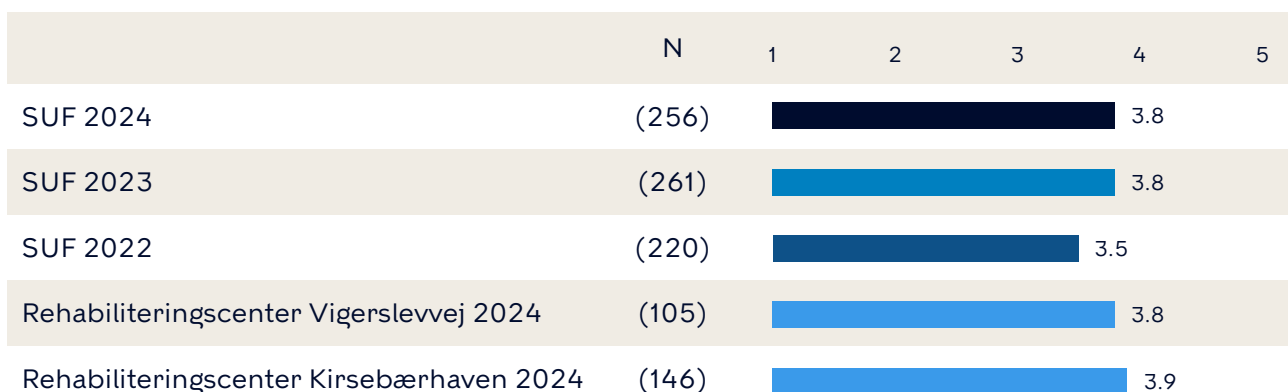 N 1 2 3 4 5
SUF 2024 (256) 3.8
SUF 2023 (261) 3.8
SUF 2022 (220) 3.5
Rehabiliteringscenter Vigerslevvej 2024 (105) 3.8
Rehabiliteringscenter Kirsebærhaven 2024 (146) 3.9